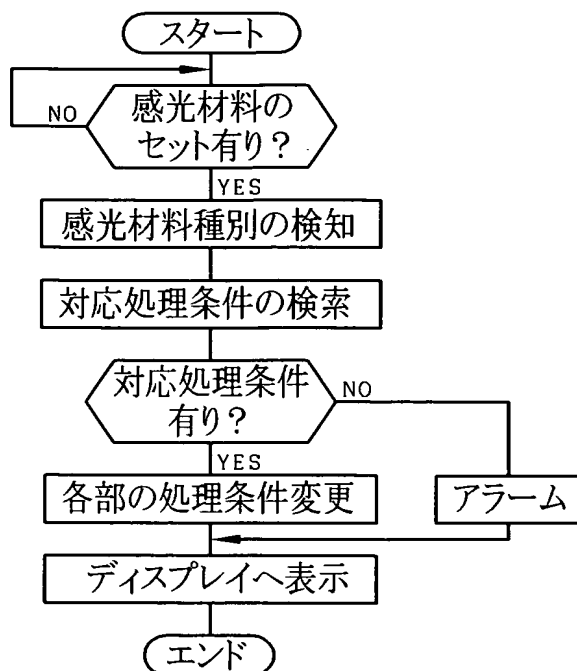 スタート
感光材料の
NO
セット有り?
YES
感光材料種別の検知
対応処理条件の検索
対応処理条件
NO
有り?
YES
各部の処理条件変更
アラーム
ディスプレイへ表示
エンド